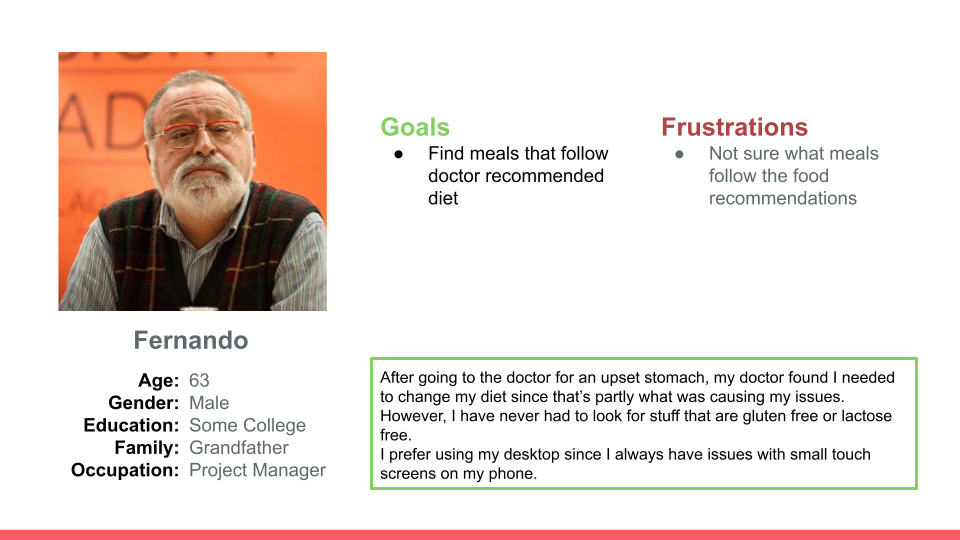 Goals
● Find meals that follow
doctor recommended
diet
Frustrations
● Not sure what meals
follow the food
recommendations
Fernando
Age: 63
Gender: Male
Education: Some College
Family: Grandfather
Occupation: Project Manager
After going to the doctor for an upset stomach, my doctor found I needed
to change my diet since that’s partly what was causing my issues.
However, I have never had to look for stuff that are gluten free or lactose
free.
I prefer using my desktop since I always have issues with small touch
screens on my phone.